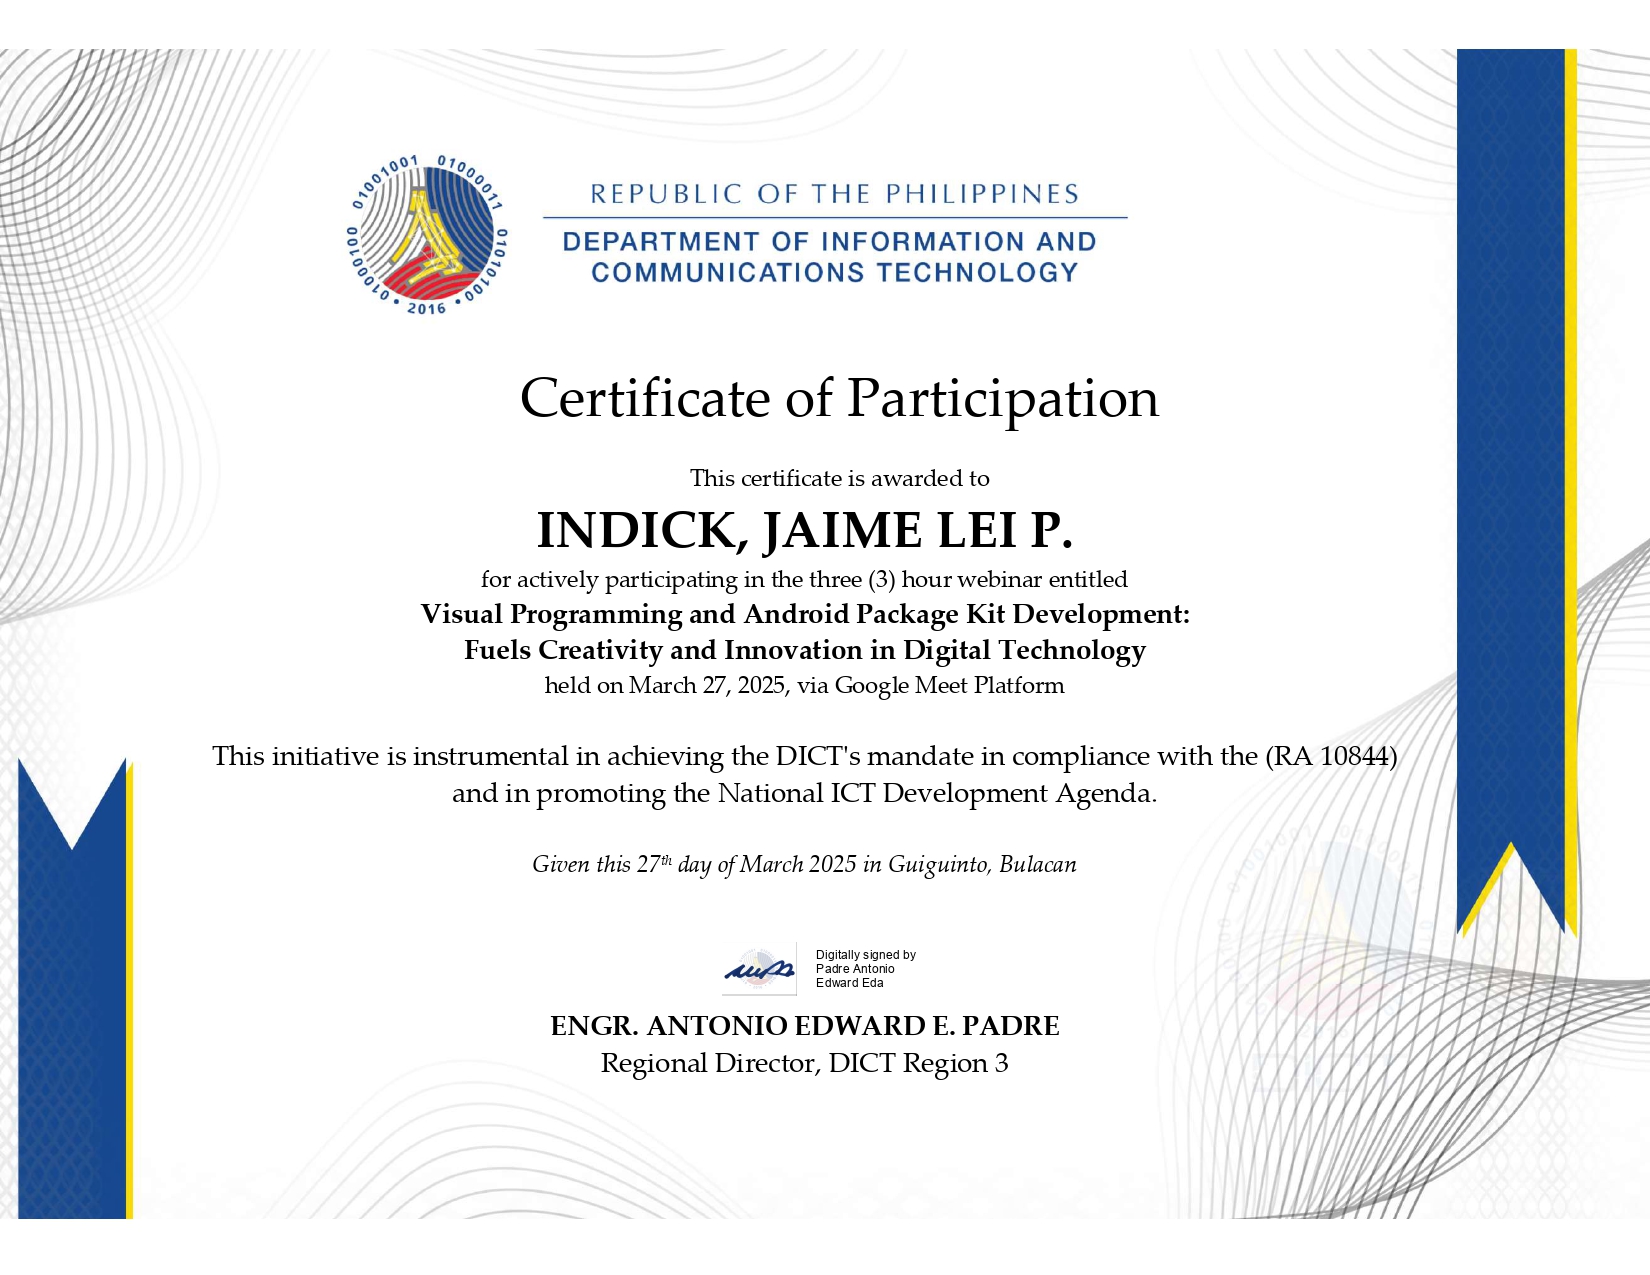 01001001 01000011 01010100 01000100 • 2016 •
REPUBLIC OF THE PHILIPPINES
DEPARTMENT OF INFORMATION AND
COMMUNICATIONS TECHNOLOGY
Certificate of Participation
This certificate is awarded to
INDICK, JAIME LEI P.
for actively participating in the three (3) hour webinar entitled
Visual Programming and Android Package Kit Development:
Fuels Creativity and Innovation in Digital Technology
held on March 27, 2025, via Google Meet Platform
This initiative is instrumental in achieving the DICT's mandate in compliance with the (RA 10844)
and in promoting the National ICT Development Agenda.
Given this 27th day of March 2025 in Guiguinto, Bulacan
Digitally signed by
Padre Antonio
Edward Eda
ENGR. ANTONIO EDWARD E. PADRE
Regional Director, DICT Region 3